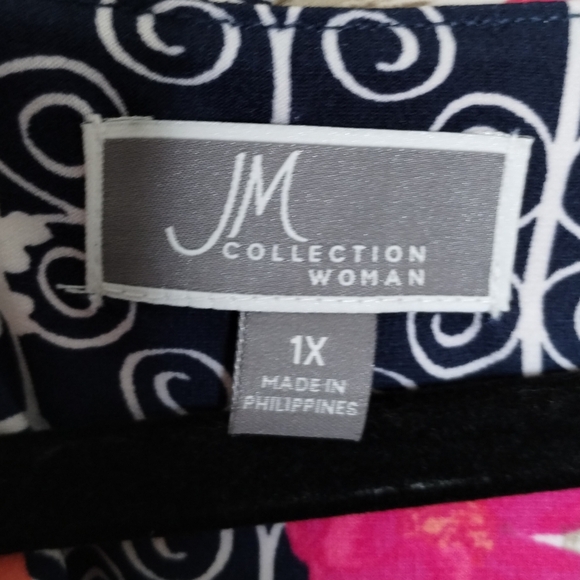 JM
COLLECTION
WOMAN
1X
MADE IN
PHILIPPINES